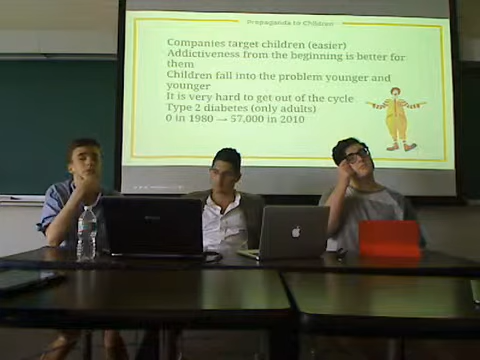 Propaganda to Children
Companies target children (easier)
Addictiveness from the beginning is better for
them
Children fall into the problem younger and
younger
It is very hard to get out of the cycle
Type 2 diabetes (only adults)
0 in 1980 → 57,000 in 2010